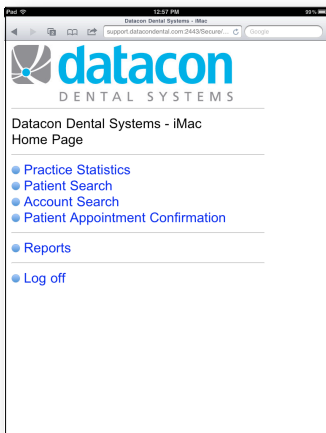 iPad 12:57 PM 99%
Datacon Dental Systems - iMac
support.datacondental.com:2443/Secure/... Google
datacon
DENTAL SYSTEMS
Datacon Dental Systems - iMac
Home Page
Practice Statistics
Patient Search
Account Search
Patient Appointment Confirmation
Reports
Log off